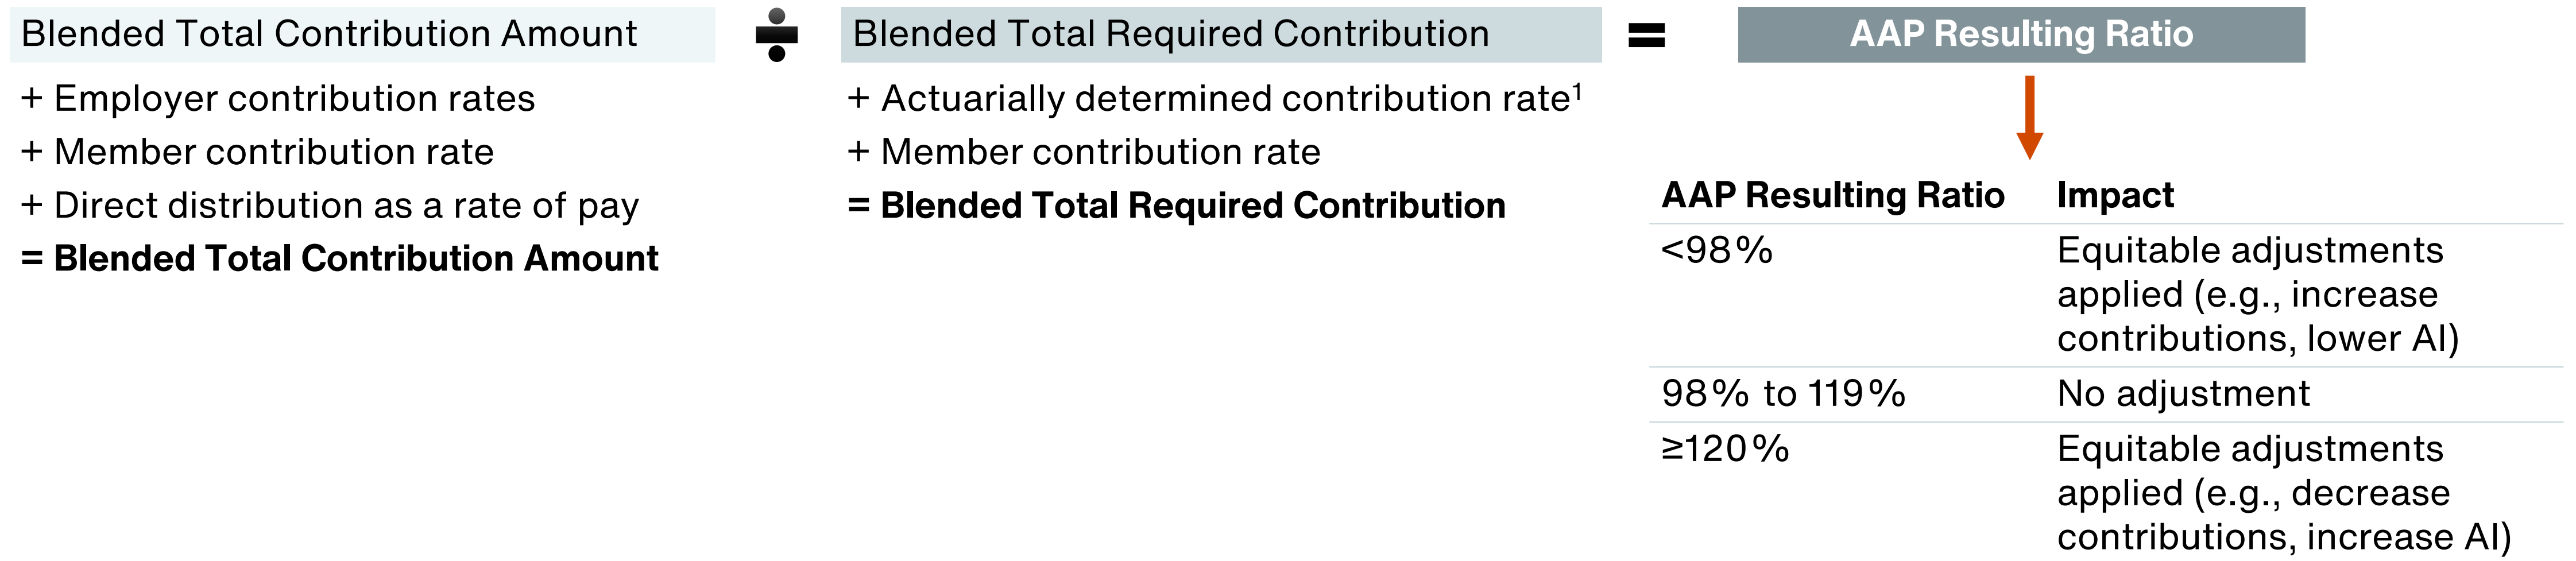 Blended Total Contribution Amount ÷ Blended Total Required Contribution = AAP Resulting Ratio
+ Employer contribution rates
+ Member contribution rate
+ Direct distribution as a rate of pay
= Blended Total Contribution Amount
+ Actuarially determined contribution rate¹
+ Member contribution rate
= Blended Total Required Contribution
AAP Resulting Ratio Impact
<98% Equitable adjustments
applied (e.g., increase
contributions, lower AI)
98% to 119% No adjustment
≥120% Equitable adjustments
applied (e.g., decrease
contributions, increase AI)